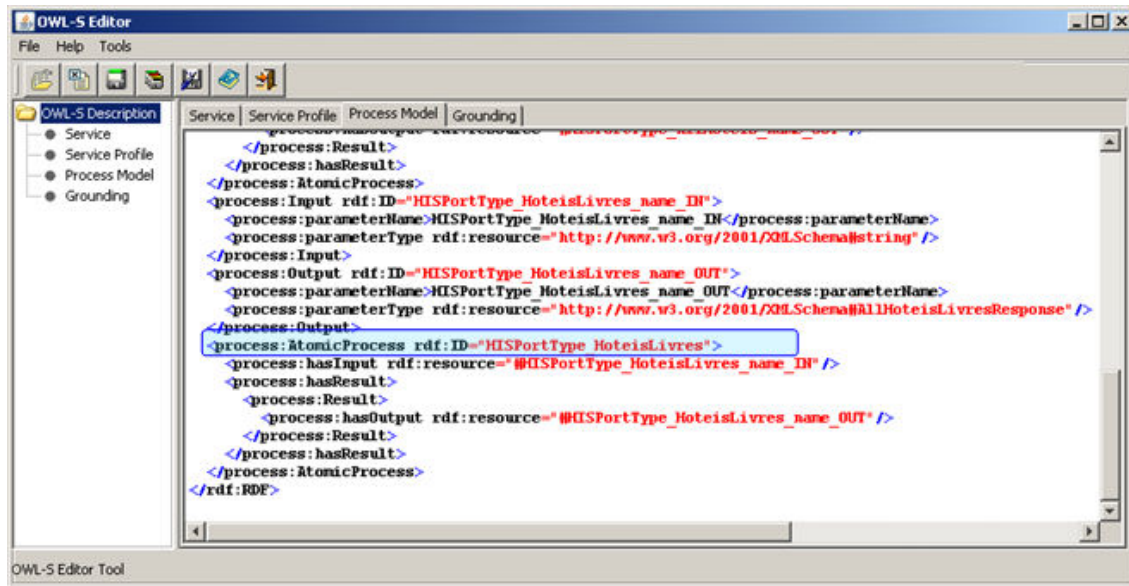 OWL-S Editor
File Help Tools
OWL-S Description
Service
Service Profile
Process Model
Grounding
Service Service Profile Process Model Grounding
</process:Result>
</process:hasResult>
</process:AtomicProcess>
<process:Input rdf:ID="HISPortType_HoteisLivres_name_IN">
<process:parameterName>HISPortType_HoteisLivres_name_IN</process:parameterName>
<process:parameterType rdf:resource="http://www.w3.org/2001/XMLSchema#string"/>
</process:Input>
<process:Output rdf:ID="HISPortType_HoteisLivres_name_OUT">
<process:parameterName>HISPortType_HoteisLivres_name_OUT</process:parameterName>
<process:parameterType rdf:resource="http://www.w3.org/2001/XMLSchema#AllHoteisLivresResponse"/>
</process:Output>
<process:AtomicProcess rdf:ID="HISPortType_HoteisLivres">
<process:hasInput rdf:resource="#HISPortType_HoteisLivres_name_IN"/>
<process:hasResult>
<process:Result>
<process:hasOutput rdf:resource="#HISPortType_HoteisLivres_name_OUT"/>
</process:Result>
</process:hasResult>
</process:AtomicProcess>
</rdf:RDF>
OWL-S Editor Tool